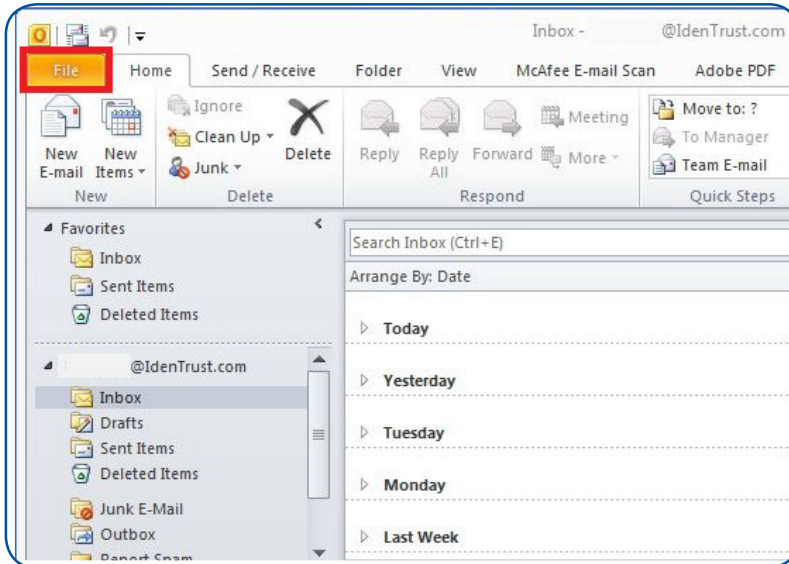 Inbox - @IdenTrust.com
File Home Send / Receive Folder View McAfee E-mail Scan Adobe PDF
Ignore
Clean Up
Junk
New E-mail
New Items
Delete
Reply
Reply All
Forward
Meeting
More
Move to: ?
To Manager
Team E-mail
New Delete Respond Quick Steps
Favorites
Inbox
Sent Items
Deleted Items
@IdenTrust.com
Inbox
Drafts
Sent Items
Deleted Items
Junk E-Mail
Outbox
Report Spam
Search Inbox (Ctrl+E)
Arrange By: Date
Today
Yesterday
Tuesday
Monday
Last Week